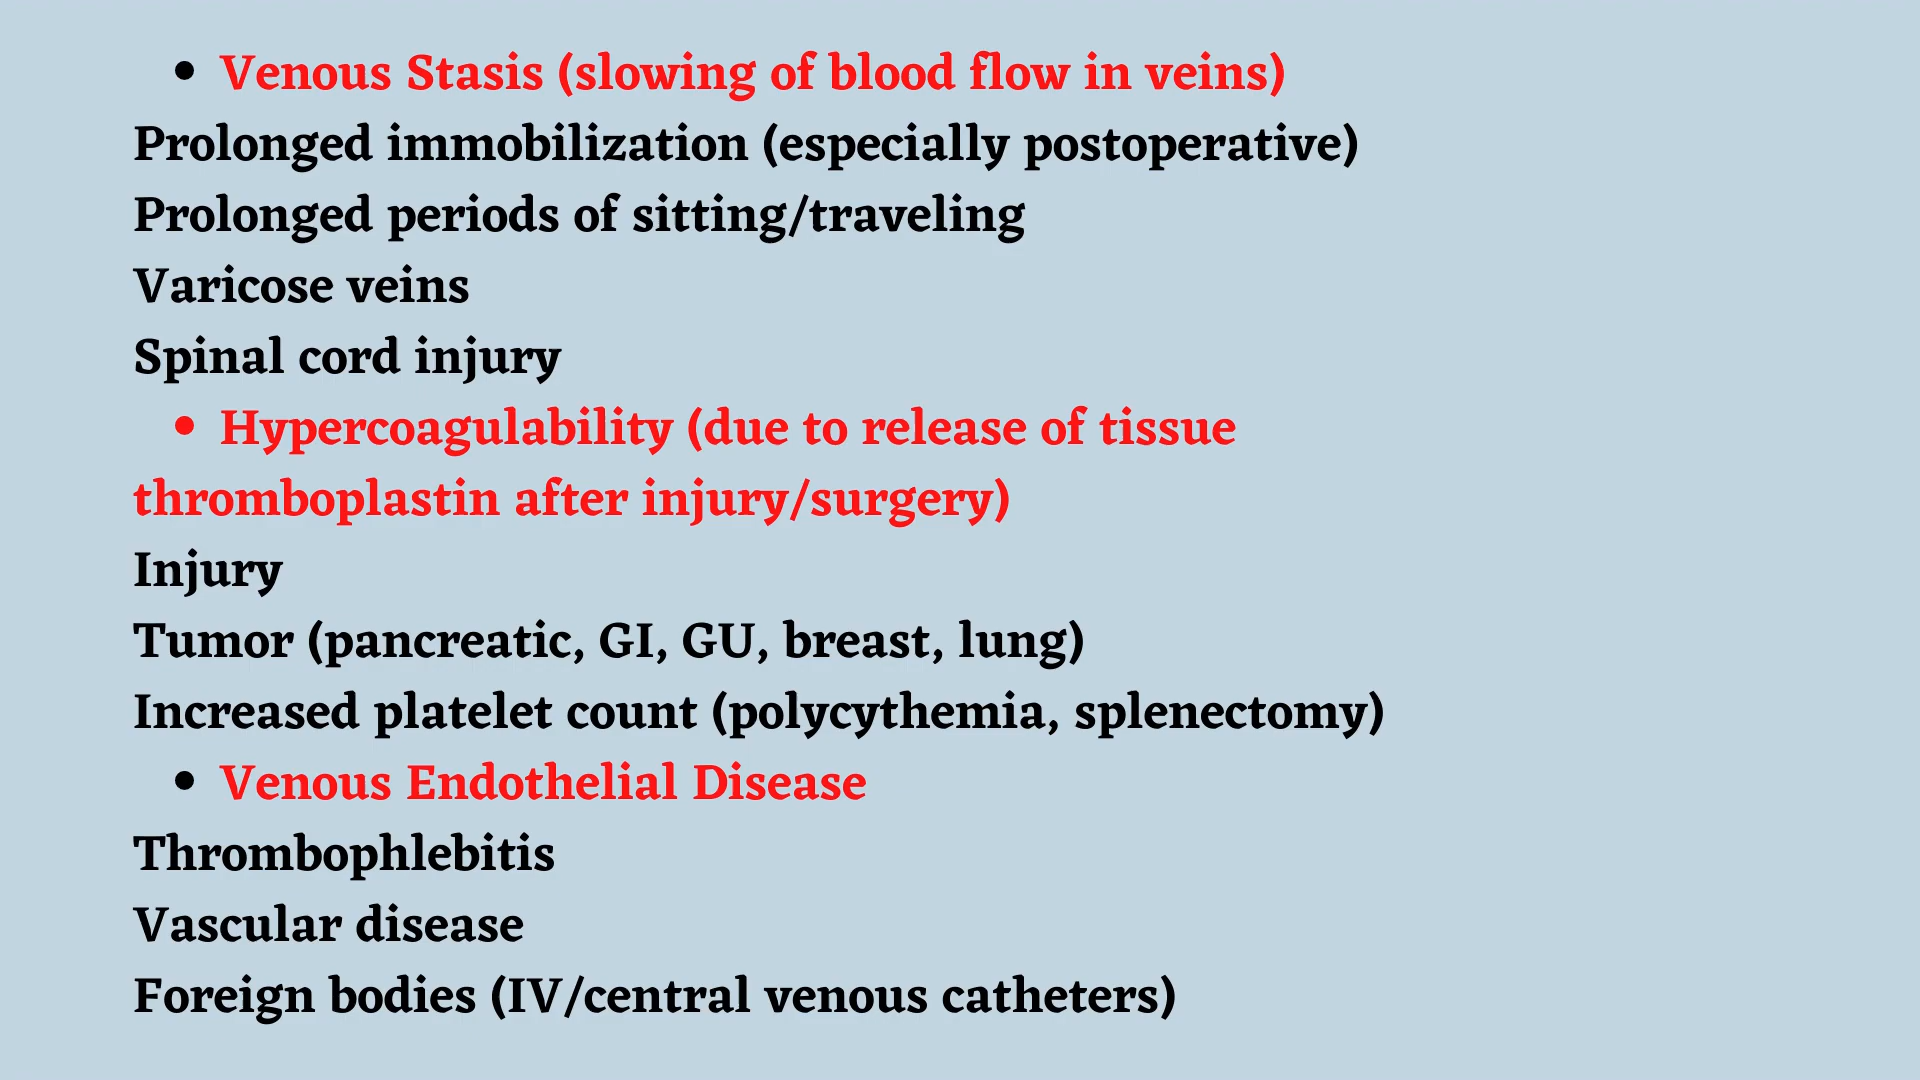 • Venous Stasis (slowing of blood flow in veins)
Prolonged immobilization (especially postoperative)
Prolonged periods of sitting/traveling
Varicose veins
Spinal cord injury
• Hypercoagulability (due to release of tissue
thromboplastin after injury/surgery)
Injury
Tumor (pancreatic, GI, GU, breast, lung)
Increased platelet count (polycythemia, splenectomy)
• Venous Endothelial Disease
Thrombophlebitis
Vascular disease
Foreign bodies (IV/central venous catheters)